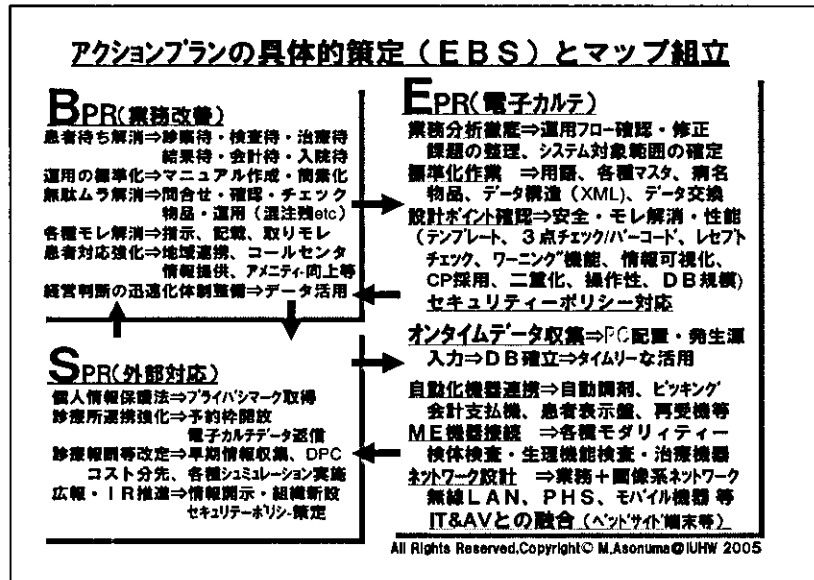 アクションプランの具体的策定（EBS）とマップ組立
BPR(業務改善)
患者待ち解消⇒診察待・検査待・治療待
結果待・会計待・入院待
運用の標準化⇒マニュアル作成・簡素化
無駄ムラ解消⇒問合せ・確認・チェック
物品・運用（混注残etc）
各種モレ解消⇒指示、記載、取りモレ
患者対応強化⇒地域連携、コールセンタ
情報提供、アメニティ向上等
経営判断の迅速化体制整備⇒データ活用
SPR(外部対応)
個人情報保護法⇒プライバシマーク取得
診療所連携強化⇒予約枠開放
電子カルテデータ返信
診療報酬等改定⇒早期情報収集、DPC
コスト分先、各種シュミレーション実施
広報・IR推進⇒情報開示・組織新設
セキュリテーポリシー策定
EPR(電子カルテ)
業務分析徹底⇒運用フロー確認・修正
課題の整理、システム対象範囲の確定
標準化作業　⇒用語、各種マスタ、病名
物品、データ構造（XML)、データ交換
設計ポイント確認⇒安全・モレ解消・性能
（テンプレート、３点チェック/バーコード、レセプト
チェック、ワーニング機能、情報可視化、
CP採用、二重化、操作性、ＤＢ規模)
セキュリティーポリシー対応
オンタイムデータ収集⇒PC配置・発生源
入力⇒ＤＢ確立⇒タイムリーな活用
自動化機器連携⇒自動調剤、ピッキング
会計支払機、患者表示盤、再受機等
ＭＥ機器接続　⇒各種モダリィティー
検体検査・生理機能検査・治療機器
ネットワーク設計　⇒業務＋画像系ネットワーク
無線ＬＡＮ、ＰＨＳ、モバイル機器 等
IT&AVとの融合（ベッドサイド端末等）
All Rights Reserved,Copyright© M,Asonuma@IUHW 2005